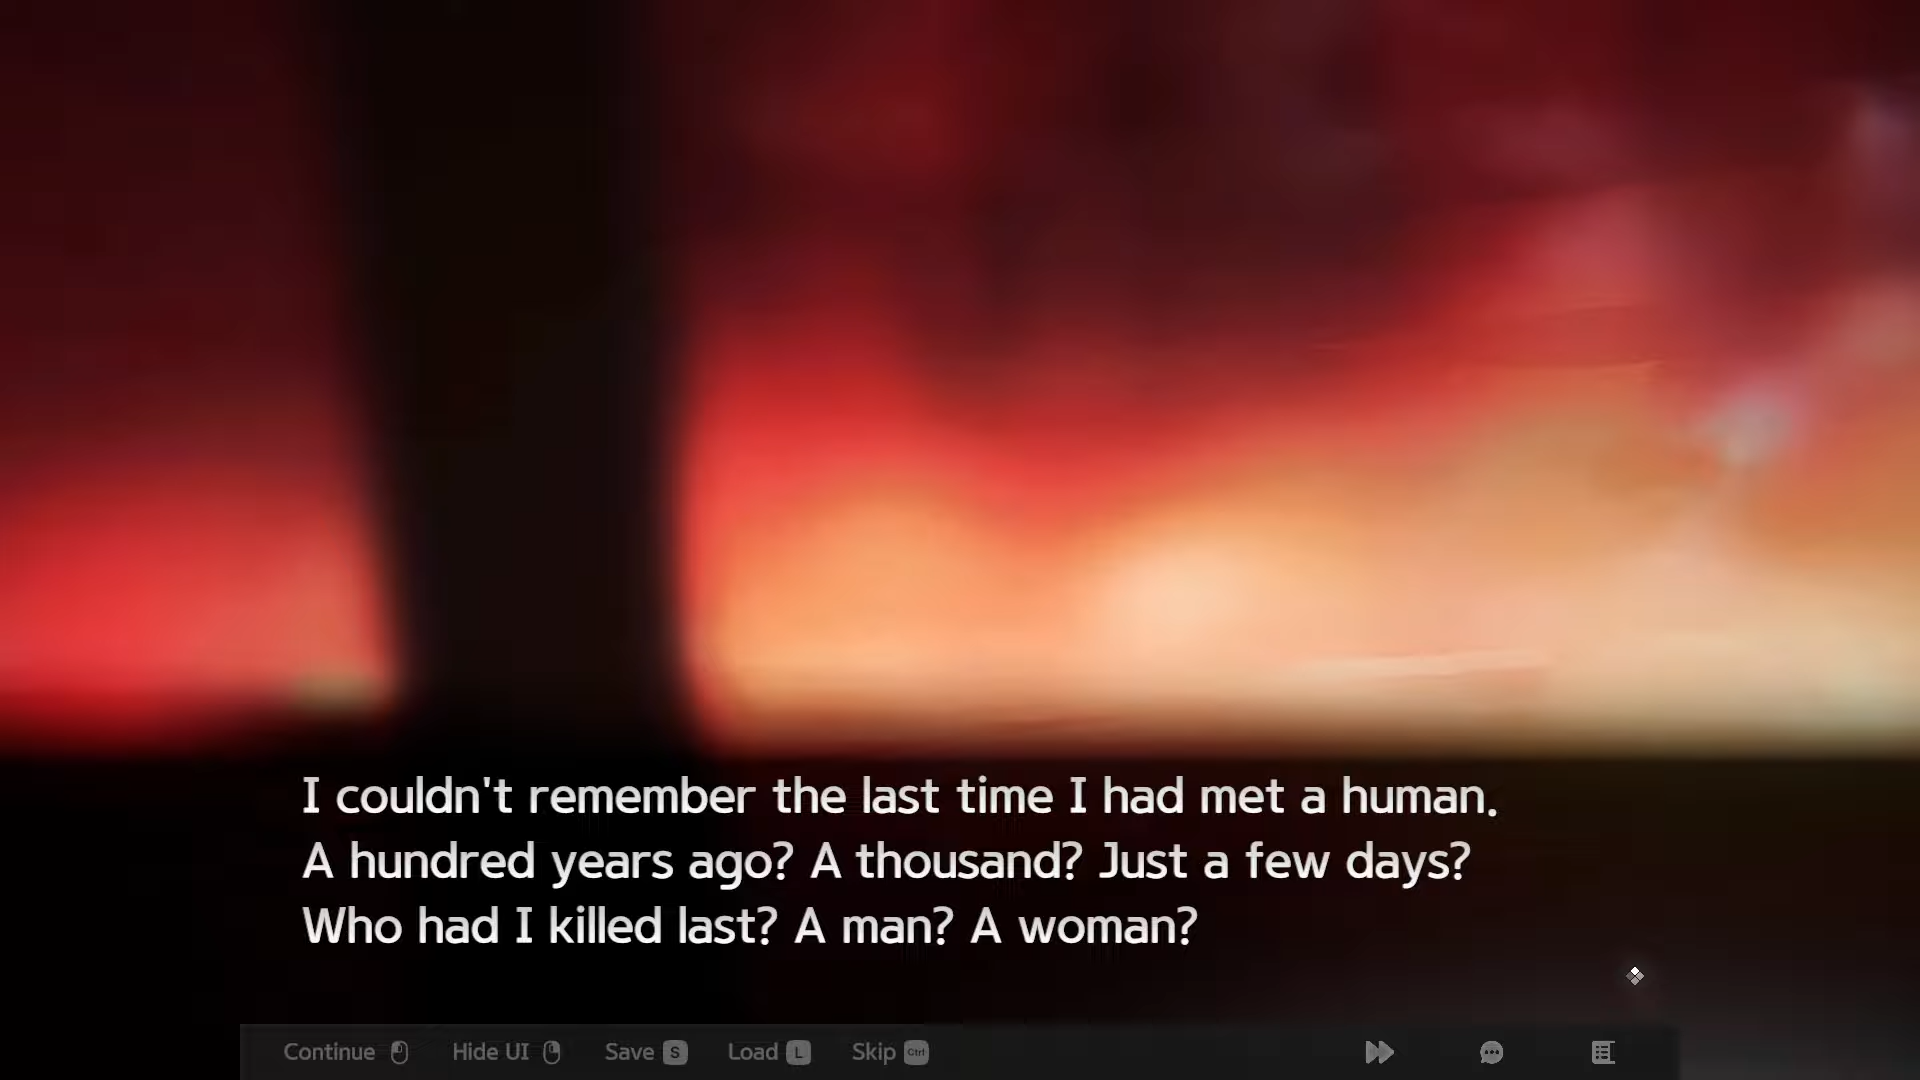 I couldn't remember the last time I had met a human.
A hundred years ago? A thousand? Just a few days?
Who had I killed last? A man? A woman?
Continue Hide UI Save S Load L Skip Ctrl